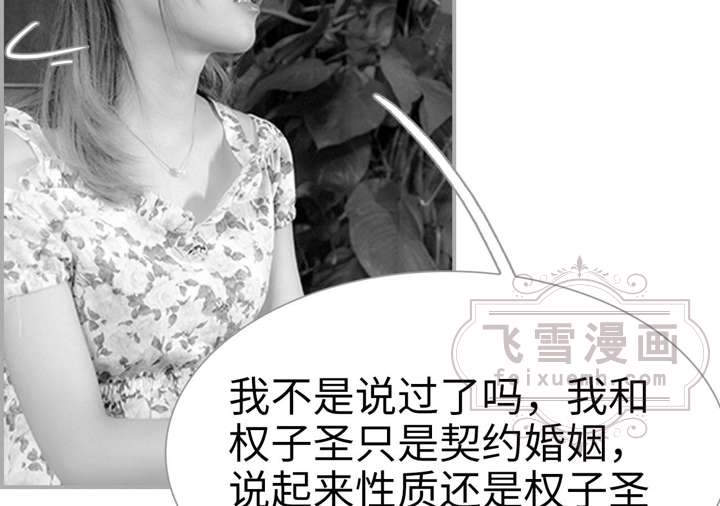 飞雪漫画
feixuemh.com
我不是说过了吗，我和
权子圣只是契约婚姻，
说起来性质还是权子圣